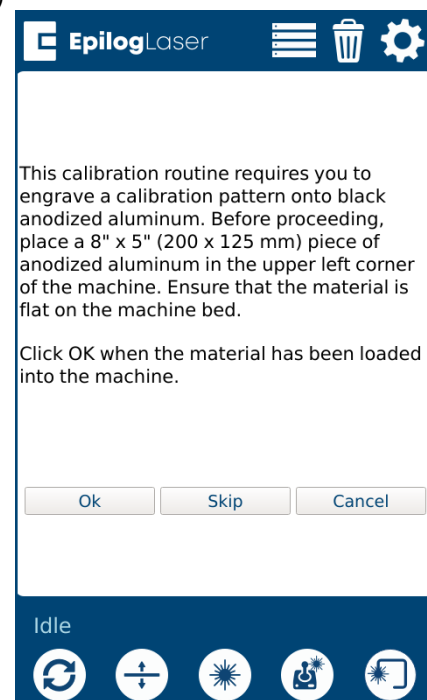 EpilogLaser
This calibration routine requires you to
engrave a calibration pattern onto black
anodized aluminum. Before proceeding,
place a 8" x 5" (200 x 125 mm) piece of
anodized aluminum in the upper left corner
of the machine. Ensure that the material is
flat on the machine bed.
Click OK when the material has been loaded
into the machine.
Ok Skip Cancel
Idle